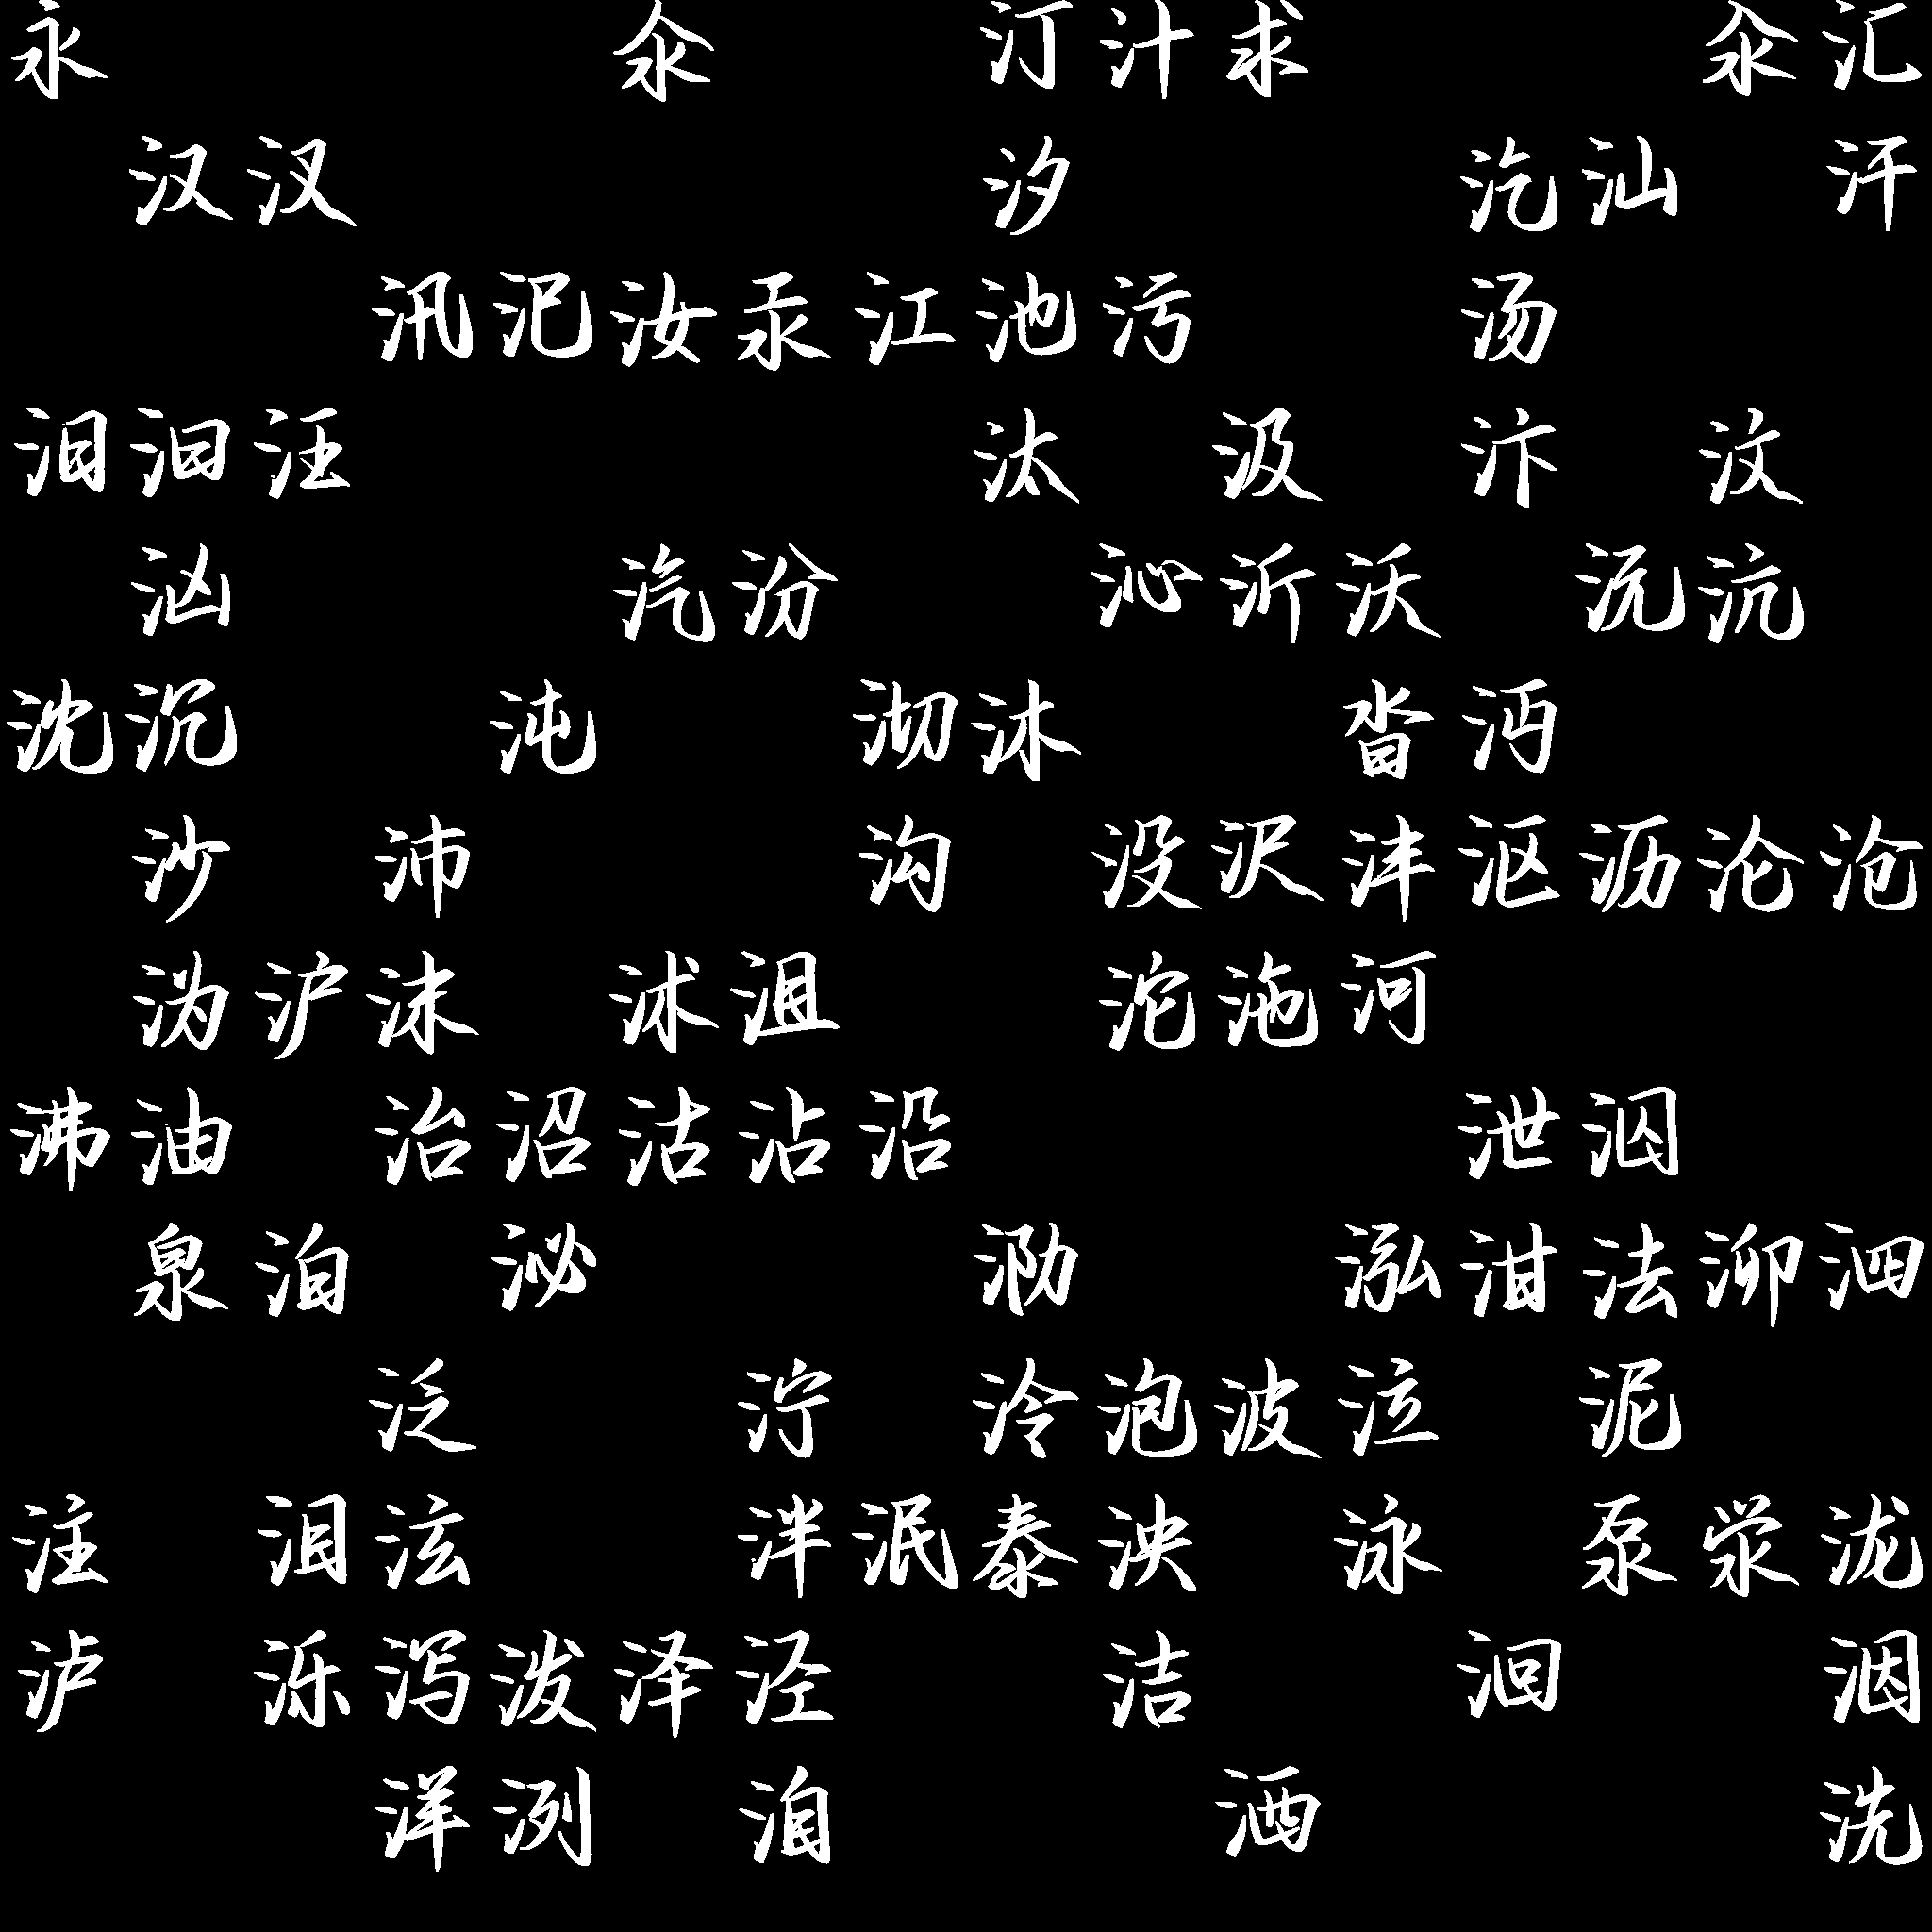 永氽汀汁求汆汇
汉汊汐汔汕汗
汛汜汝汞江池污汤
汨汩汪汰汲汴汶
汹汽汾沁沂沃沅沆
沈沉沌沏沐沓沔
沙沛沟没沢沣沤沥沦沧
沩沪沫沭沮沱沲河
沸油治沼沽沾沿泄泅
泉泊泌泐泓泔法泖泗
泛泞泠泡波泣泥
注泪泫泮泯泰泱泳泵泶泷
泸泺泻泼泽泾洁洄洇
洋洌洎洒洗